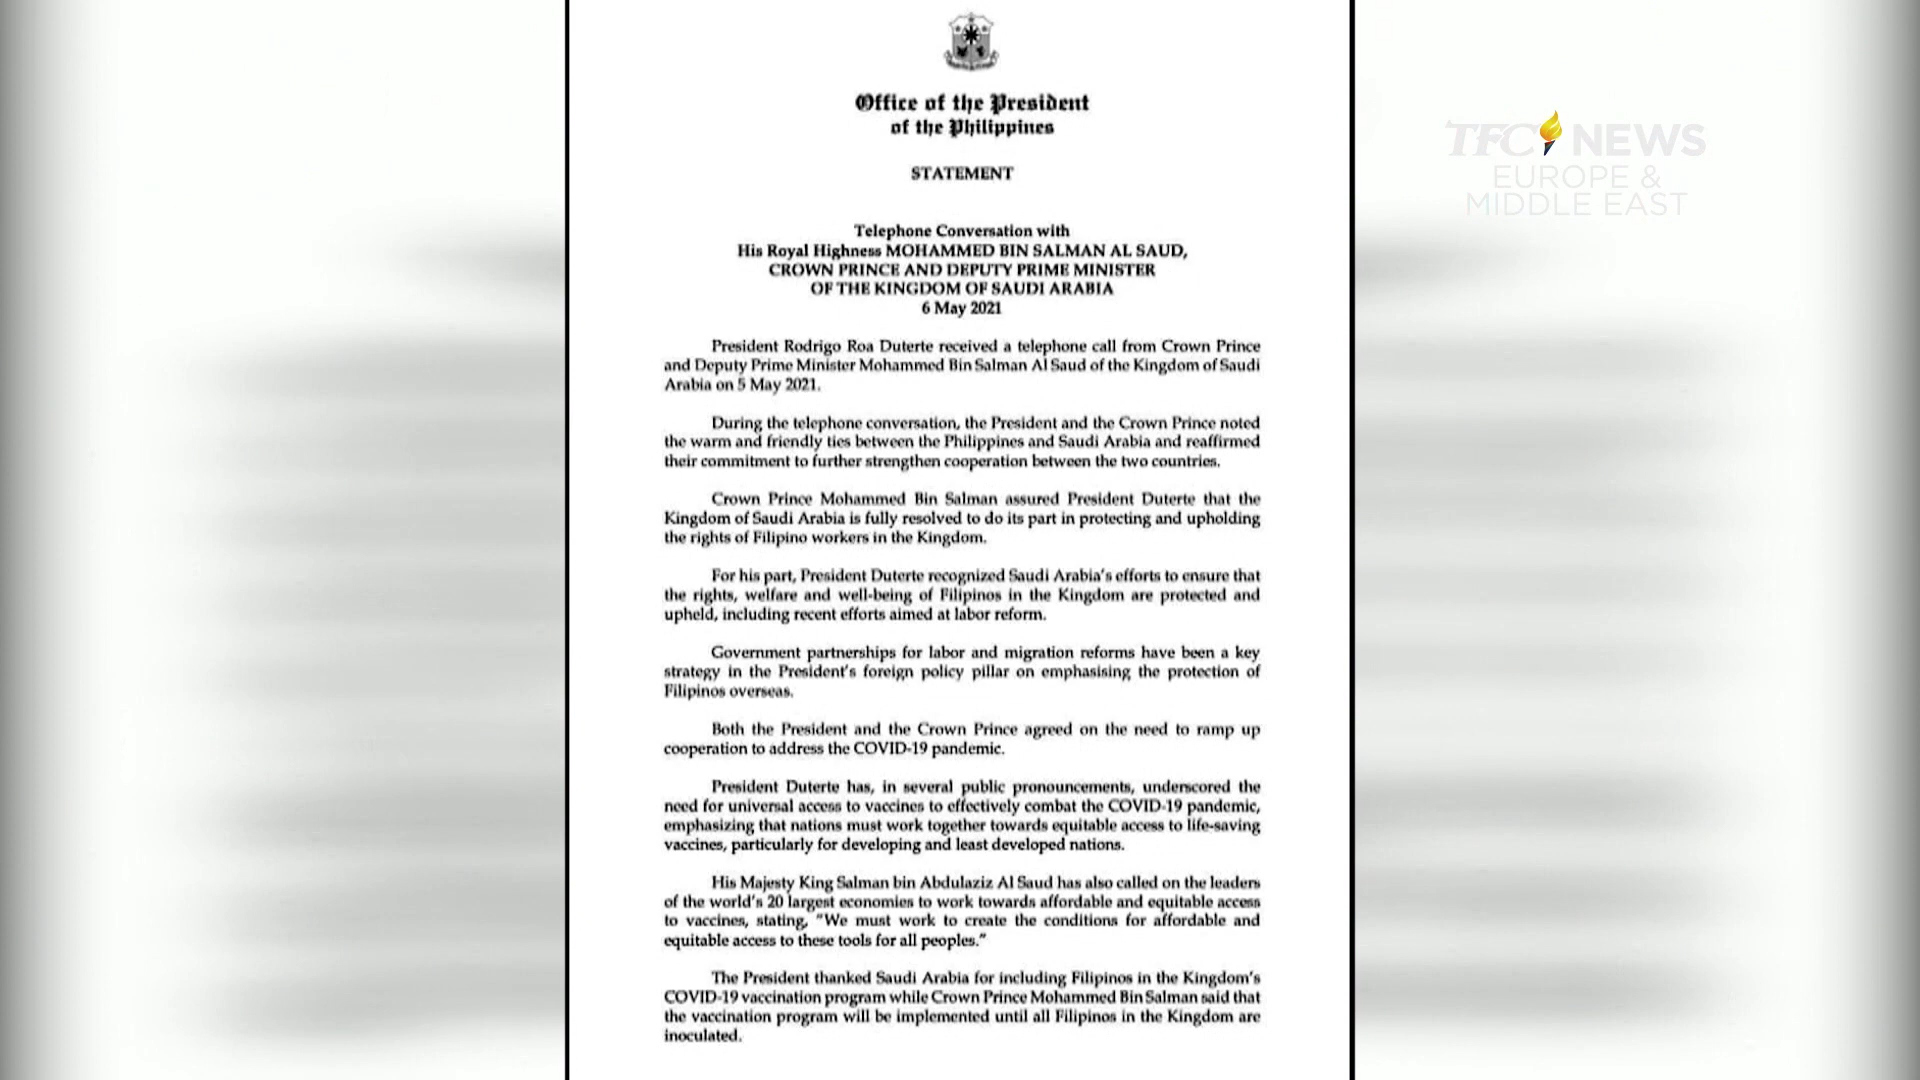 Office of the President
of the Philippines
STATEMENT
Telephone Conversation with
His Royal Highness MOHAMMED BIN SALMAN AL SAUD,
CROWN PRINCE AND DEPUTY PRIME MINISTER
OF THE KINGDOM OF SAUDI ARABIA
6 May 2021
President Rodrigo Roa Duterte received a telephone call from Crown Prince
and Deputy Prime Minister Mohammed Bin Salman Al Saud of the Kingdom of Saudi
Arabia on 5 May 2021.
During the telephone conversation, the President and the Crown Prince noted
the warm and friendly ties between the Philippines and Saudi Arabia and reaffirmed
their commitment to further strengthen cooperation between the two countries.
Crown Prince Mohammed Bin Salman assured President Duterte that the
Kingdom of Saudi Arabia is fully resolved to do its part in protecting and upholding
the rights of Filipino workers in the Kingdom.
For his part, President Duterte recognized Saudi Arabia's efforts to ensure that
the rights, welfare and well-being of Filipinos in the Kingdom are protected and
upheld, including recent efforts aimed at labor reform.
Government partnerships for labor and migration reforms have been a key
strategy in the President's foreign policy pillar on emphasising the protection of
Filipinos overseas.
Both the President and the Crown Prince agreed on the need to ramp up
cooperation to address the COVID-19 pandemic.
President Duterte has, in several public pronouncements, underscored the
need for universal access to vaccines to effectively combat the COVID-19 pandemic,
emphasizing that nations must work together towards equitable access to life-saving
vaccines, particularly for developing and least developed nations.
His Majesty King Salman bin Abdulaziz Al Saud has also called on the leaders
of the world's 20 largest economies to work towards affordable and equitable access
to vaccines, stating, "We must work to create the conditions for affordable and
equitable access to these tools for all peoples."
The President thanked Saudi Arabia for including Filipinos in the Kingdom's
COVID-19 vaccination program while Crown Prince Mohammed Bin Salman said that
the vaccination program will be implemented until all Filipinos in the Kingdom are
inoculated.
TFC NEWS
EUROPE &
MIDDLE EAST